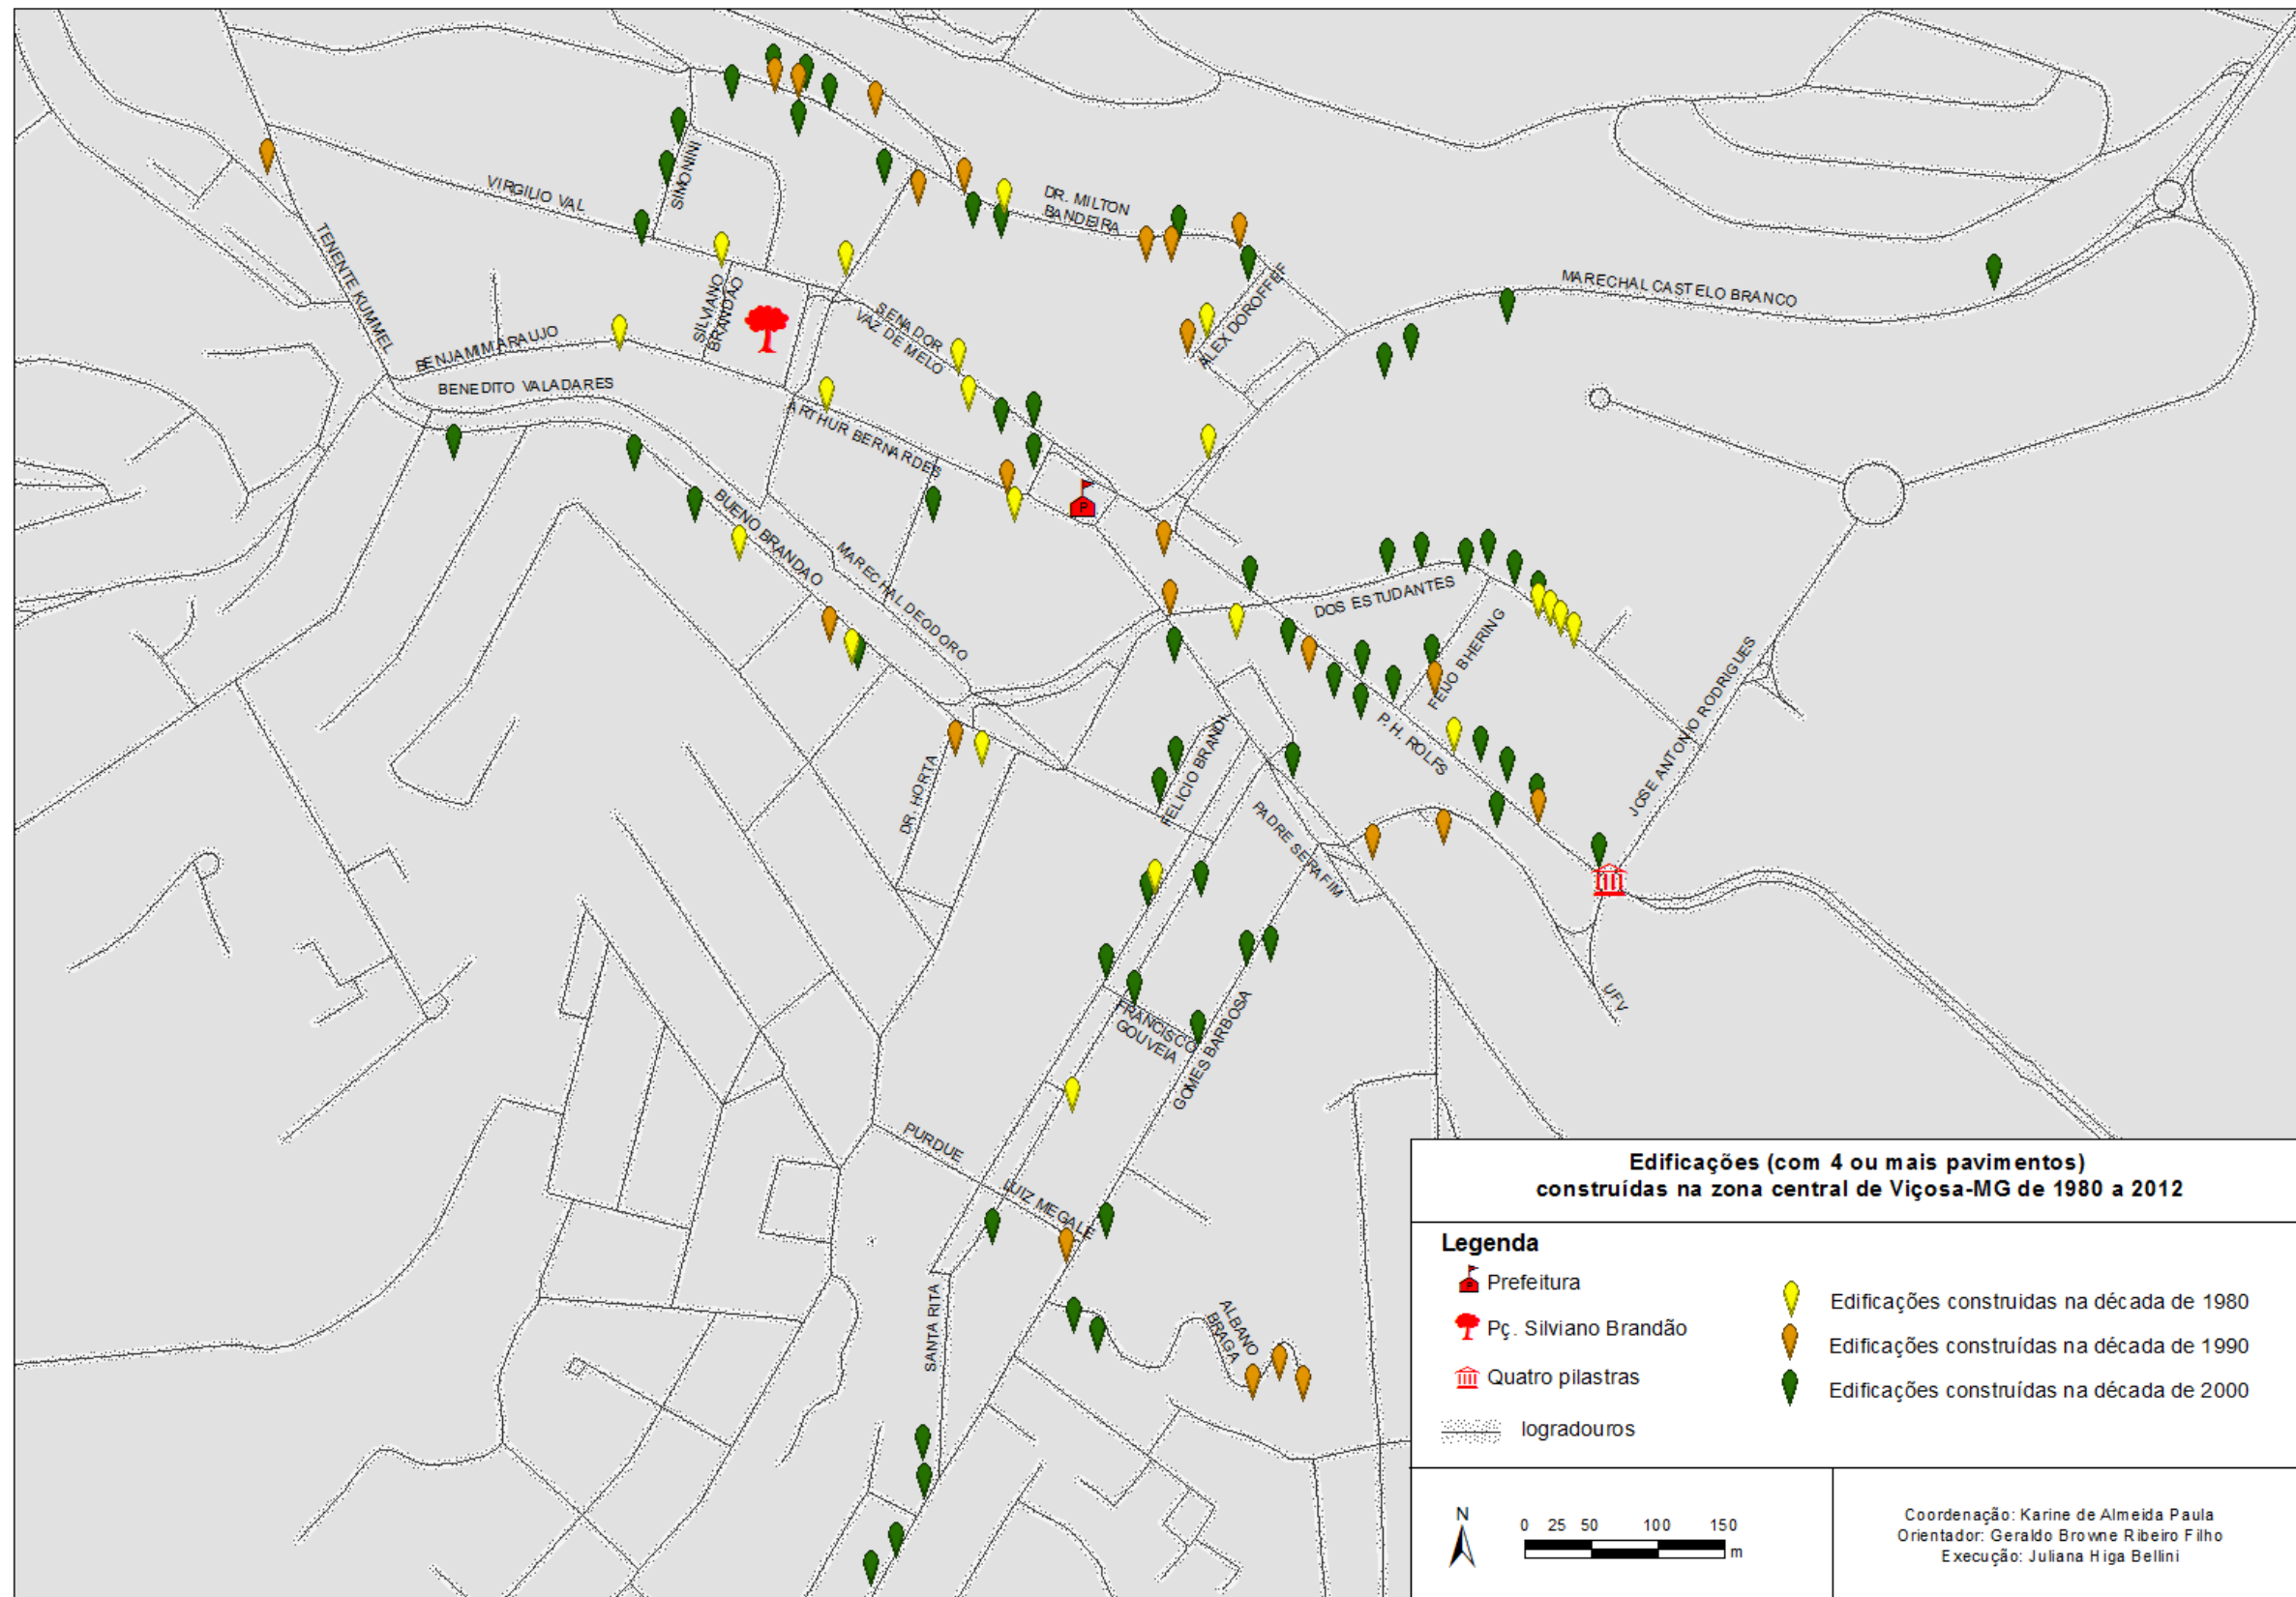 SIMONINI
VIRGILIO VAL
DR. MILTON
BANDEIRA
TENENTE KUMMEL
SILVIANO
BRANDÃO
SENADOR
VAZ DE MELO
ALEX DOROFFEF
MARECHAL CASTELO BRANCO
BENJAMIM ARAUJO
BENEDITO VALADARES
ARTHUR BERNARDES
P
BUENO BRANDAO
MARECHAL DEODORO
DOS ESTUDANTES
FEIJO BHERING
JOSE ANTONIO RODRIGUES
P. H. ROLFS
DR. HORTA
FELICIO BRANDI
PADRE SERAFIM
UFV
FRANCISCO
GOUVEIA
GOMES BARBOSA
PURDUE
LUIZ MEGALE
SANTA RITA
ALBANO
BRAGA
Edificações (com 4 ou mais pavimentos)
construídas na zona central de Viçosa-MG de 1980 a 2012
Legenda
Prefeitura
Pç. Silviano Brandão
Quatro pilastras
logradouros
Edificações construidas na década de 1980
Edificações construídas na década de 1990
Edificações construídas na década de 2000
N
0 25 50 100 150
m
Coordenação: Karine de Almeida Paula
Orientador: Geraldo Browne Ribeiro Filho
Execução: Juliana Higa Bellini